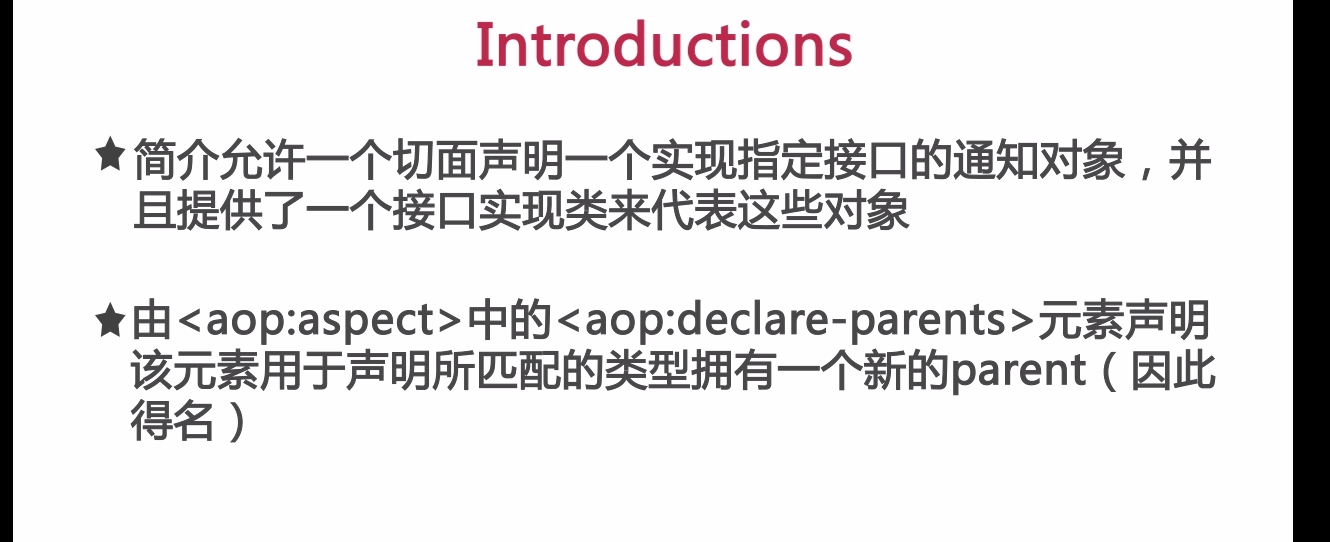 Introductions
简介允许一个切面声明一个实现指定接口的通知对象，并
且提供了一个接口实现类来代表这些对象
由<aop:aspect>中的<aop:declare-parents>元素声明
该元素用于声明所匹配的类型拥有一个新的parent（因此
得名）